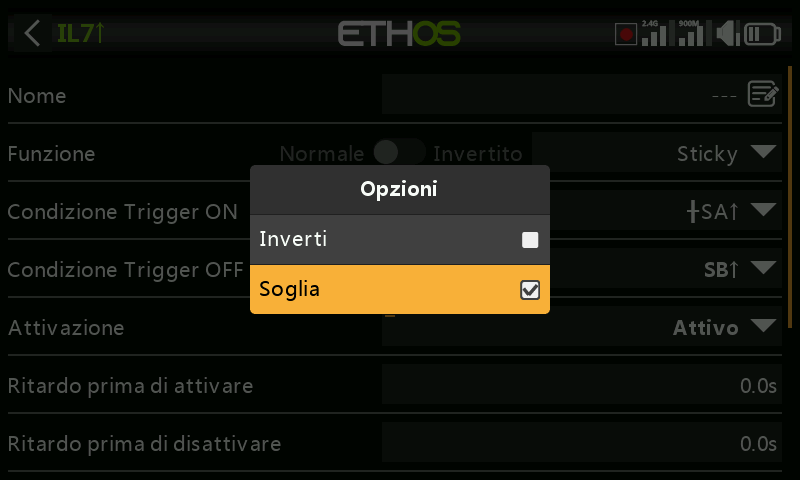 IL7↑
ETHOS
2.4G
900M
Nome
---
Funzione
Normale
Invertito
Sticky
Opzioni
Condizione Trigger ON
SA↑
Inverti
Condizione Trigger OFF
SB↑
Soglia
Attivazione
Attivo
Ritardo prima di attivare
0.0s
Ritardo prima di disattivare
0.0s